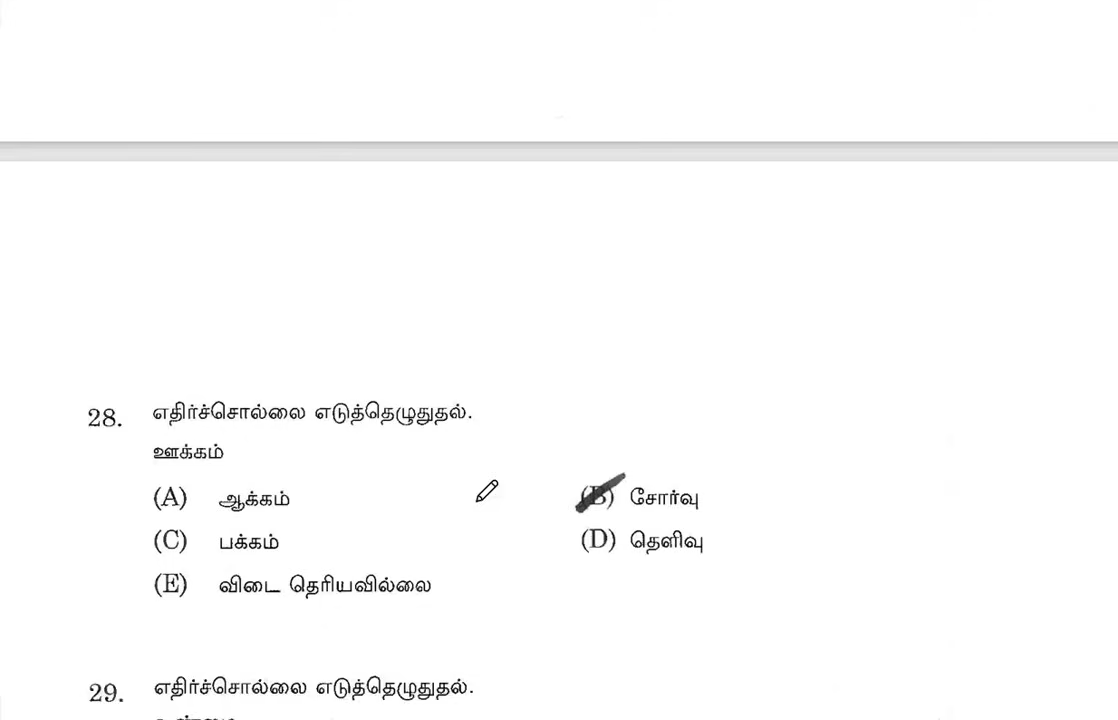 28. எதிர்ச்சொல்லை எடுத்தெழுதுதல்.
ஊக்கம்
(A) ஆக்கம் (B) சோர்வு
(C) பக்கம் (D) தெளிவு
(E) விடை தெரியவில்லை
29. எதிர்ச்சொல்லை எடுத்தெழுதுதல்.